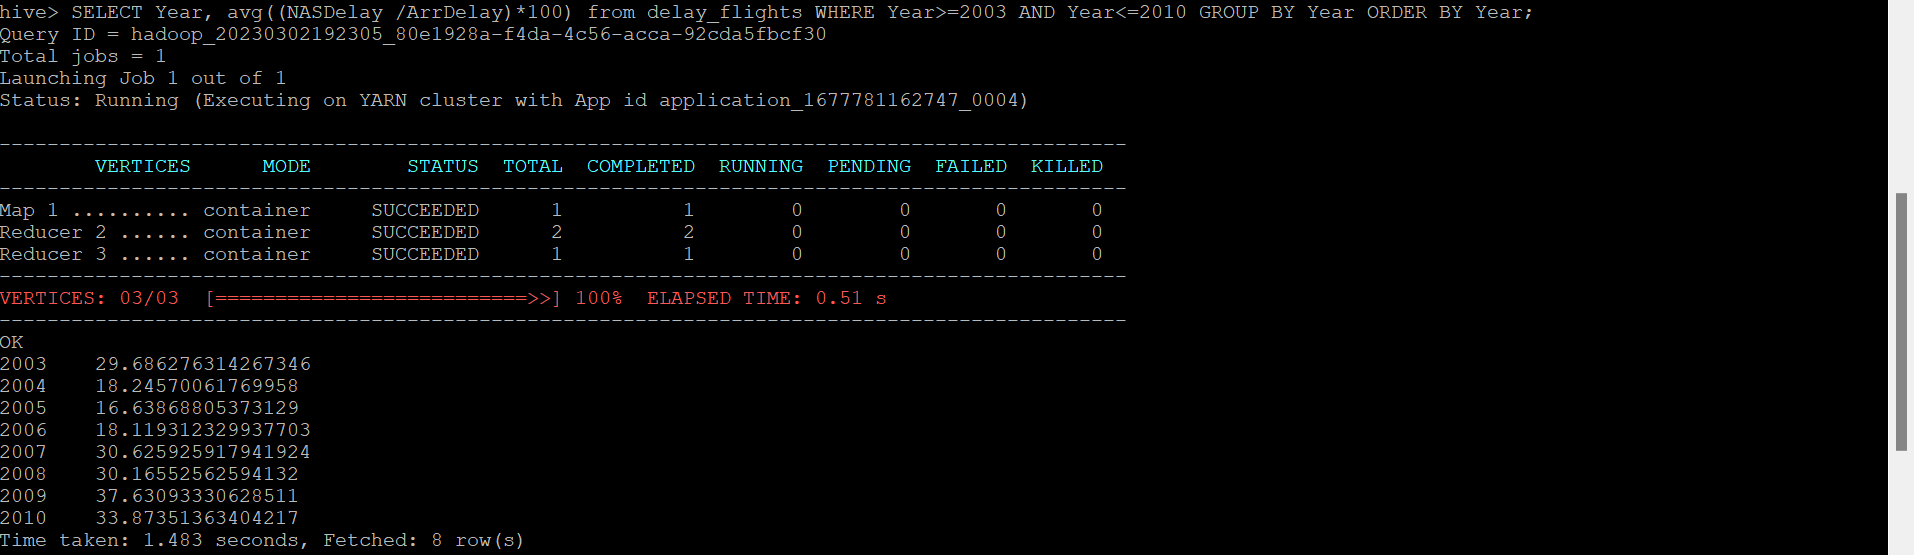 hive> SELECT Year, avg((NASDelay /ArrDelay)*100) from delay_flights WHERE Year>=2003 AND Year<=2010 GROUP BY Year ORDER BY Year;
Query ID = hadoop_20230302192305_80e1928a-f4da-4c56-acca-92cda5fbcf30
Total jobs = 1
Launching Job 1 out of 1
Status: Running (Executing on YARN cluster with App id application_1677781162747_0004)
----------------------------------------------------------------------------------------------
        VERTICES      MODE        STATUS  TOTAL  COMPLETED  RUNNING  PENDING  FAILED  KILLED
----------------------------------------------------------------------------------------------
Map 1 .......... container     SUCCEEDED      1          1        0        0       0       0
Reducer 2 ...... container     SUCCEEDED      2          2        0        0       0       0
Reducer 3 ...... container     SUCCEEDED      1          1        0        0       0       0
----------------------------------------------------------------------------------------------
VERTICES: 03/03  [==========================>>] 100%  ELAPSED TIME: 0.51 s
----------------------------------------------------------------------------------------------
OK
2003    29.686276314267346
2004    18.24570061769958
2005    16.63868805373129
2006    18.119312329937703
2007    30.625925917941924
2008    30.16552562594132
2009    37.63093330628511
2010    33.87351363404217
Time taken: 1.483 seconds, Fetched: 8 row(s)